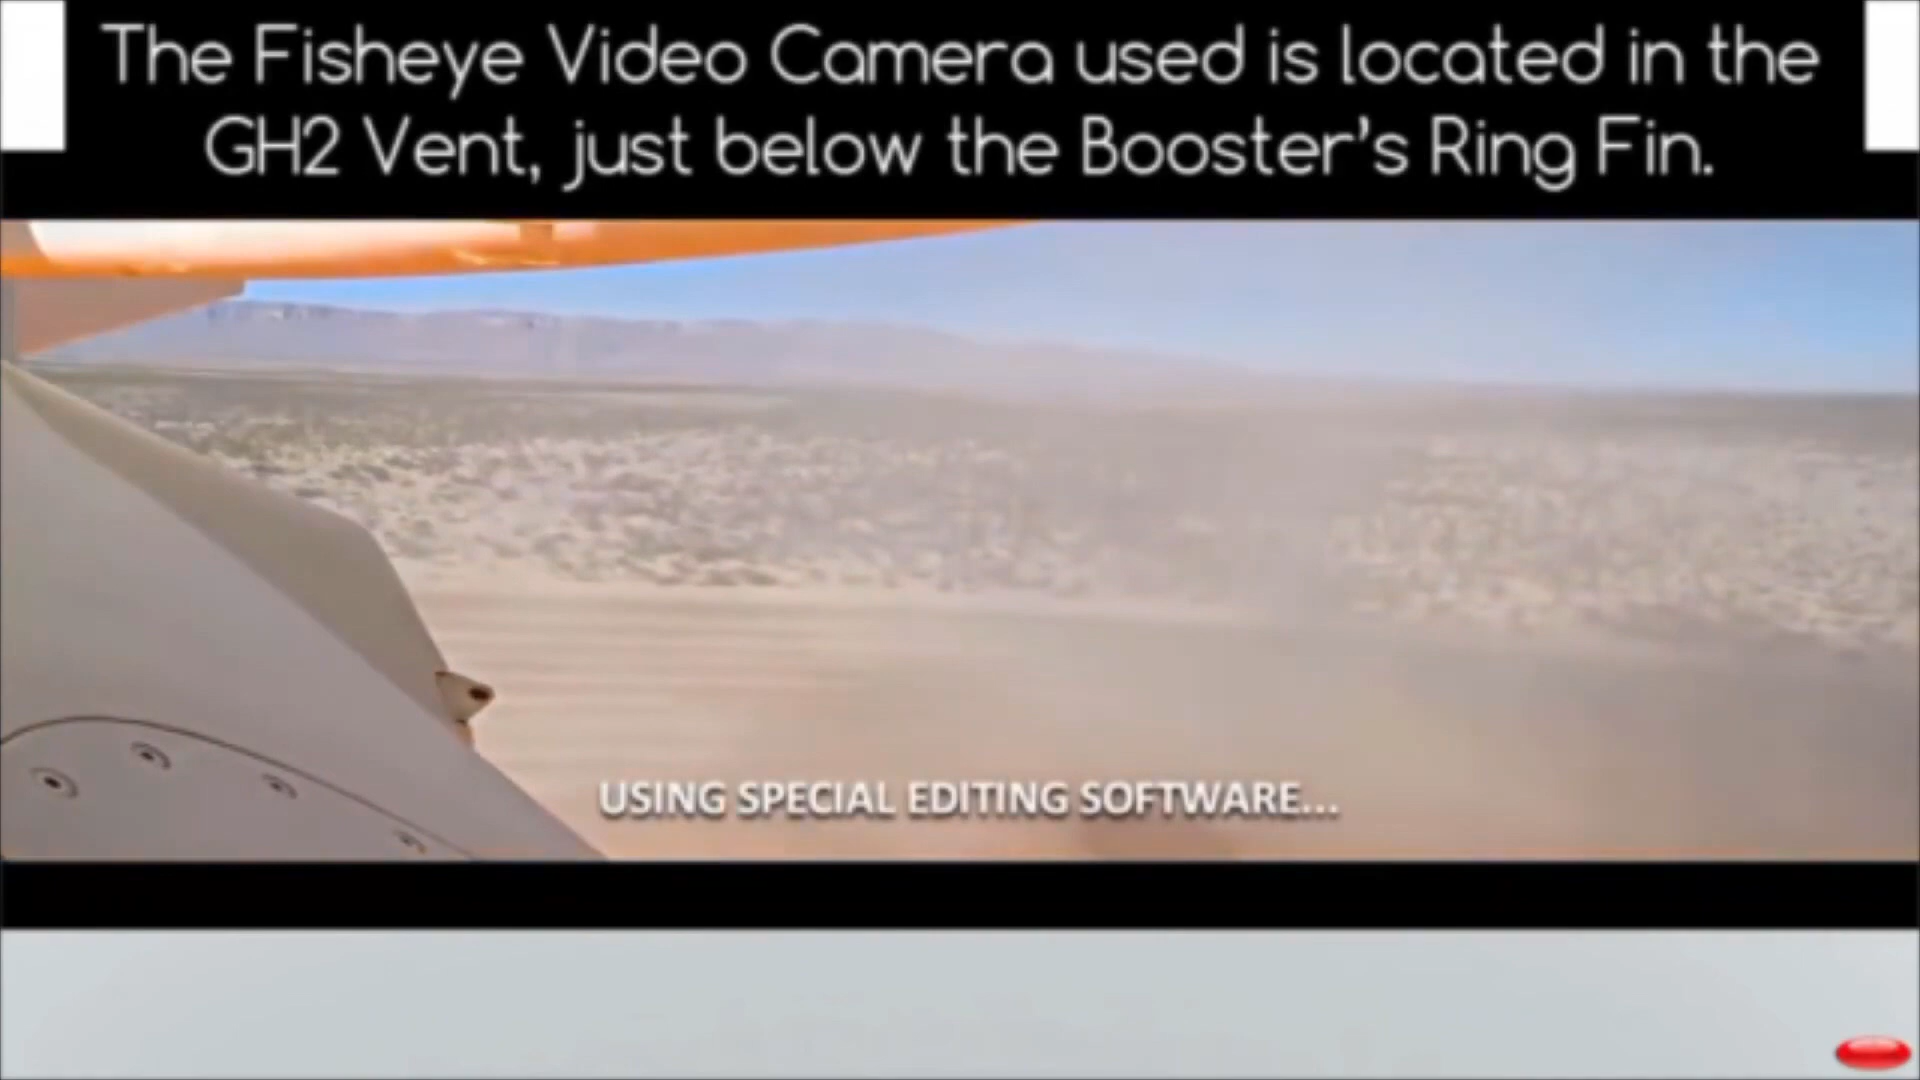 The Fisheye Video Camera used is located in the
GH2 Vent, just below the Booster's Ring Fin.
USING SPECIAL EDITING SOFTWARE...